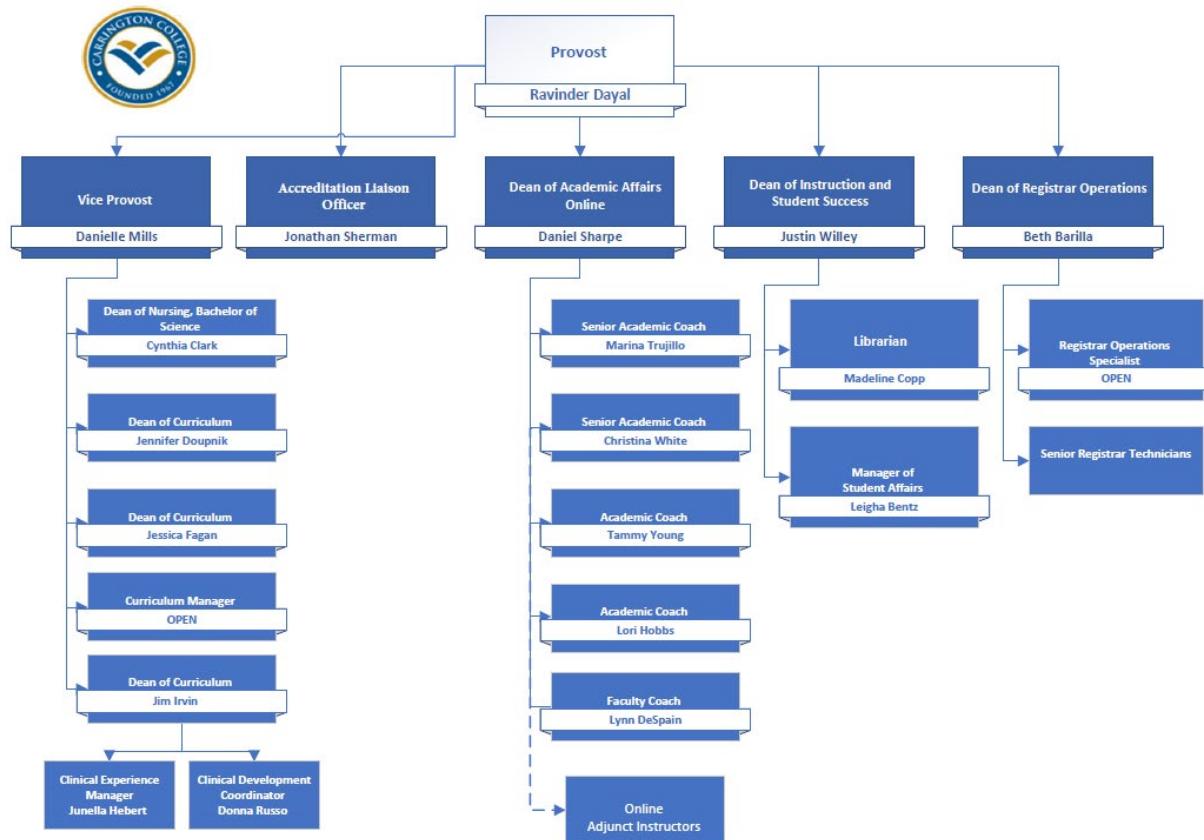 CARRINGTON COLLEGE
FOUNDED 1967
Provost
Ravinder Dayal
Vice Provost
Danielle Mills
Accreditation Liaison
Officer
Jonathan Sherman
Dean of Academic Affairs
Online
Daniel Sharpe
Dean of Instruction and
Student Success
Justin Willey
Dean of Registrar Operations
Beth Barilla
Dean of Nursing, Bachelor of
Science
Cynthia Clark
Dean of Curriculum
Jennifer Doupnik
Dean of Curriculum
Jessica Fagan
Curriculum Manager
OPEN
Dean of Curriculum
Jim Irvin
Clinical Experience
Manager
Junella Hebert
Clinical Development
Coordinator
Donna Russo
Senior Academic Coach
Marina Trujillo
Senior Academic Coach
Christina White
Academic Coach
Tammy Young
Academic Coach
Lori Hobbs
Faculty Coach
Lynn DeSpain
Online
Adjunct Instructors
Librarian
Madeline Copp
Manager of
Student Affairs
Leigha Bentz
Registrar Operations
Specialist
OPEN
Senior Registrar Technicians